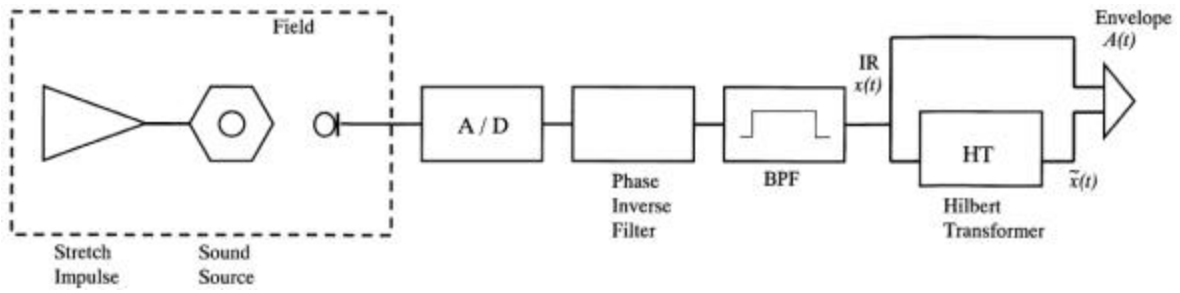 Field
Envelope
A(t)
IR
x(t)
A / D
HT
x̃(t)
Phase
Inverse
Filter
BPF
Hilbert
Transformer
Stretch
Impulse
Sound
Source